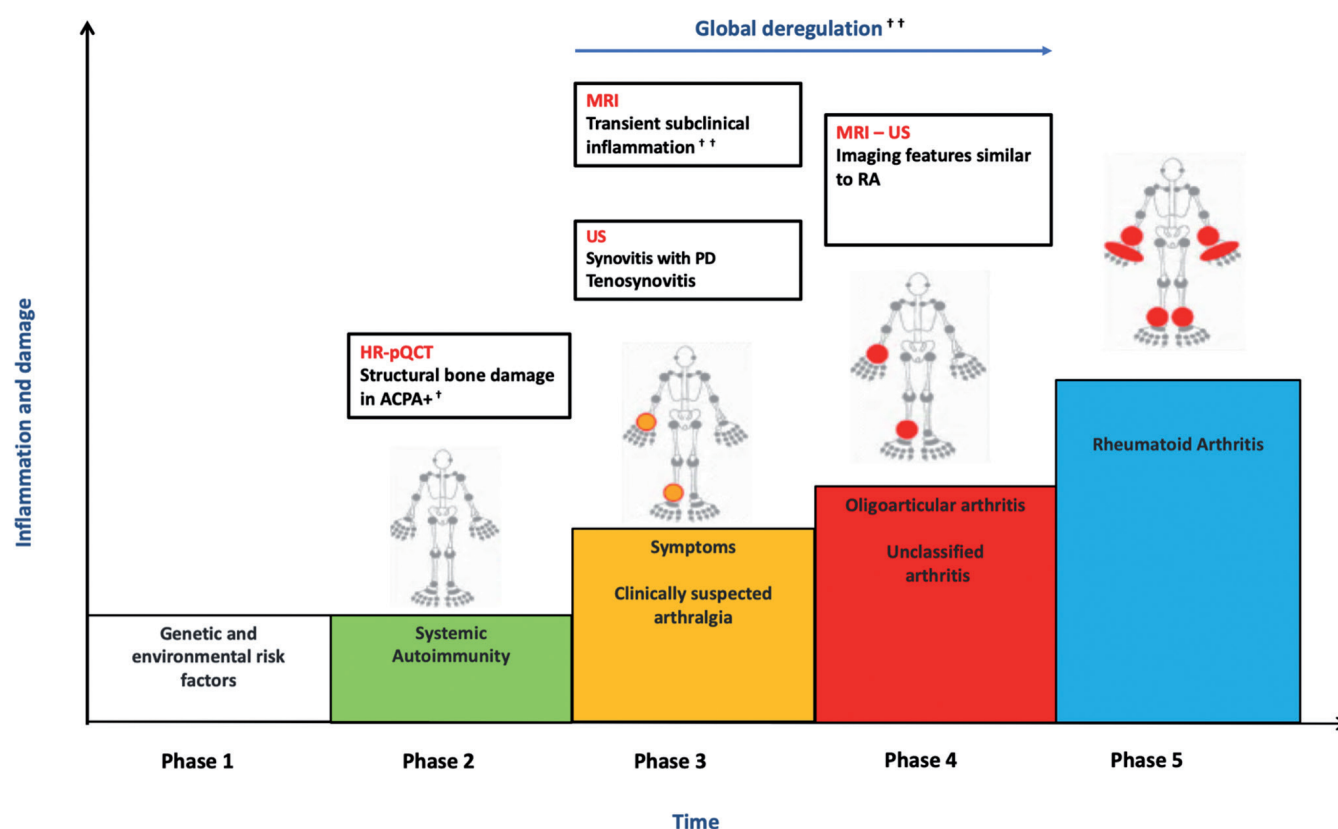 Global deregulation † †
MRI
Transient subclinical
inflammation † †
MRI – US
Imaging features similar
to RA
US
Synovitis with PD
Tenosynovitis
HR-pQCT
Structural bone damage
in ACPA+ †
Inflammation and damage
Genetic and
environmental risk
factors
Systemic
Autoimmunity
Symptoms
Clinically suspected
arthralgia
Oligoarticular arthritis
Unclassified
arthritis
Rheumatoid Arthritis
Phase 1
Phase 2
Phase 3
Phase 4
Phase 5
Time